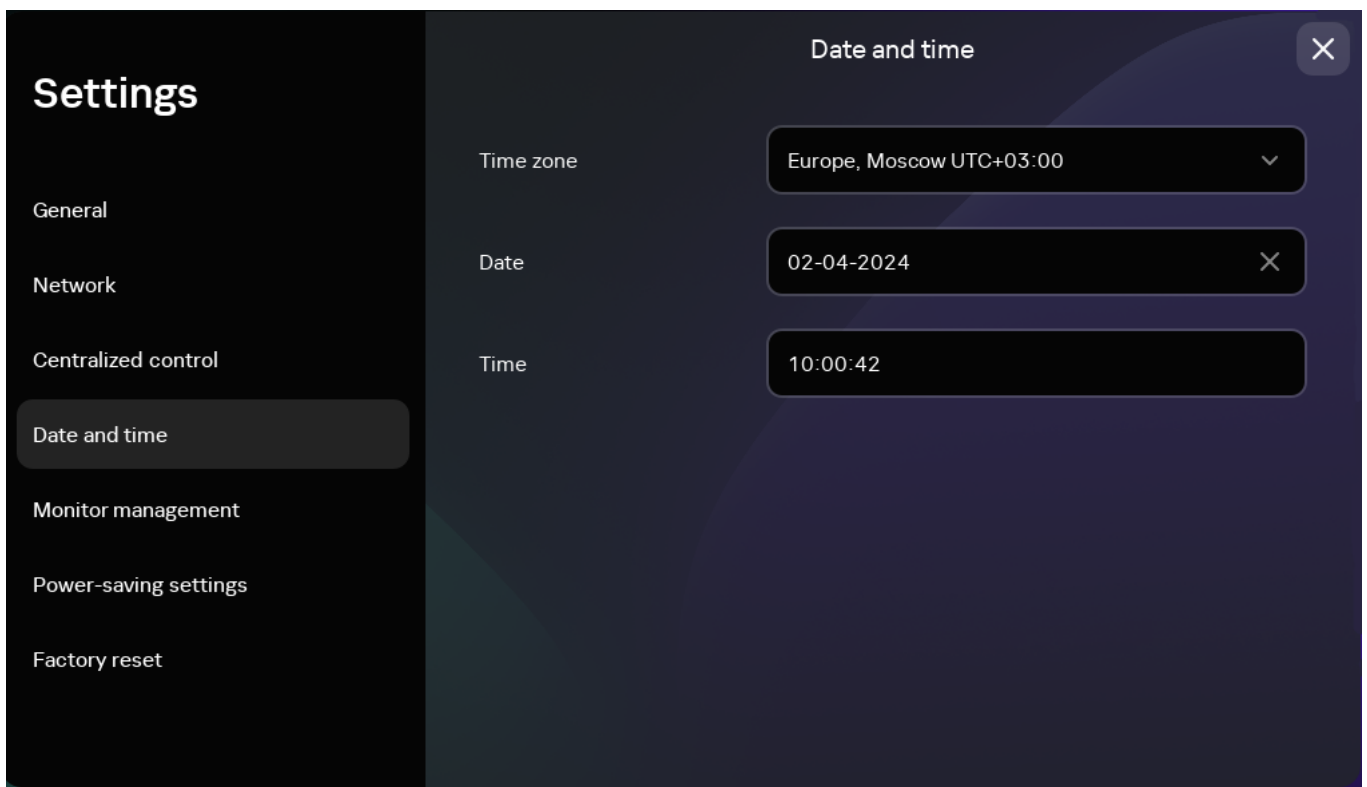 Settings
General
Network
Centralized control
Date and time
Monitor management
Power-saving settings
Factory reset
Date and time
Time zone
Europe, Moscow UTC+03:00
Date
02-04-2024
Time
10:00:42